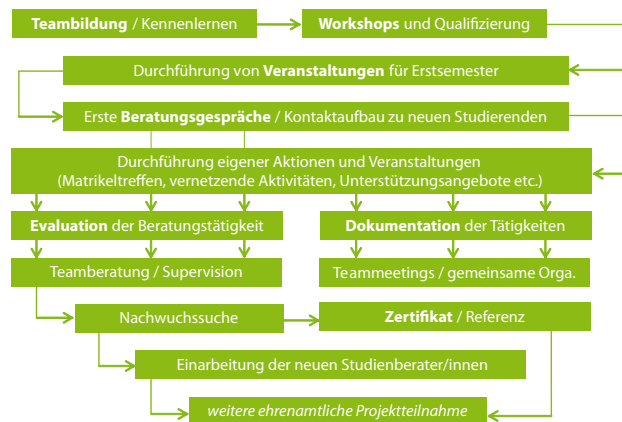 Teambildung / Kennenlernen
Workshops und Qualifizierung
Durchführung von Veranstaltungen für Erstsemester
Erste Beratungsgespräche / Kontaktaufbau zu neuen Studierenden
Durchführung eigener Aktionen und Veranstaltungen
(Matrikeltreffen, vernetzende Aktivitäten, Unterstützungsangebote etc.)
Evaluation der Beratungstätigkeit
Dokumentation der Tätigkeiten
Teamberatung / Supervision
Teammeetings / gemeinsame Orga.
Nachwuchssuche
Zertifikat / Referenz
Einarbeitung der neuen Studienberater/innen
weitere ehrenamtliche Projektteilnahme